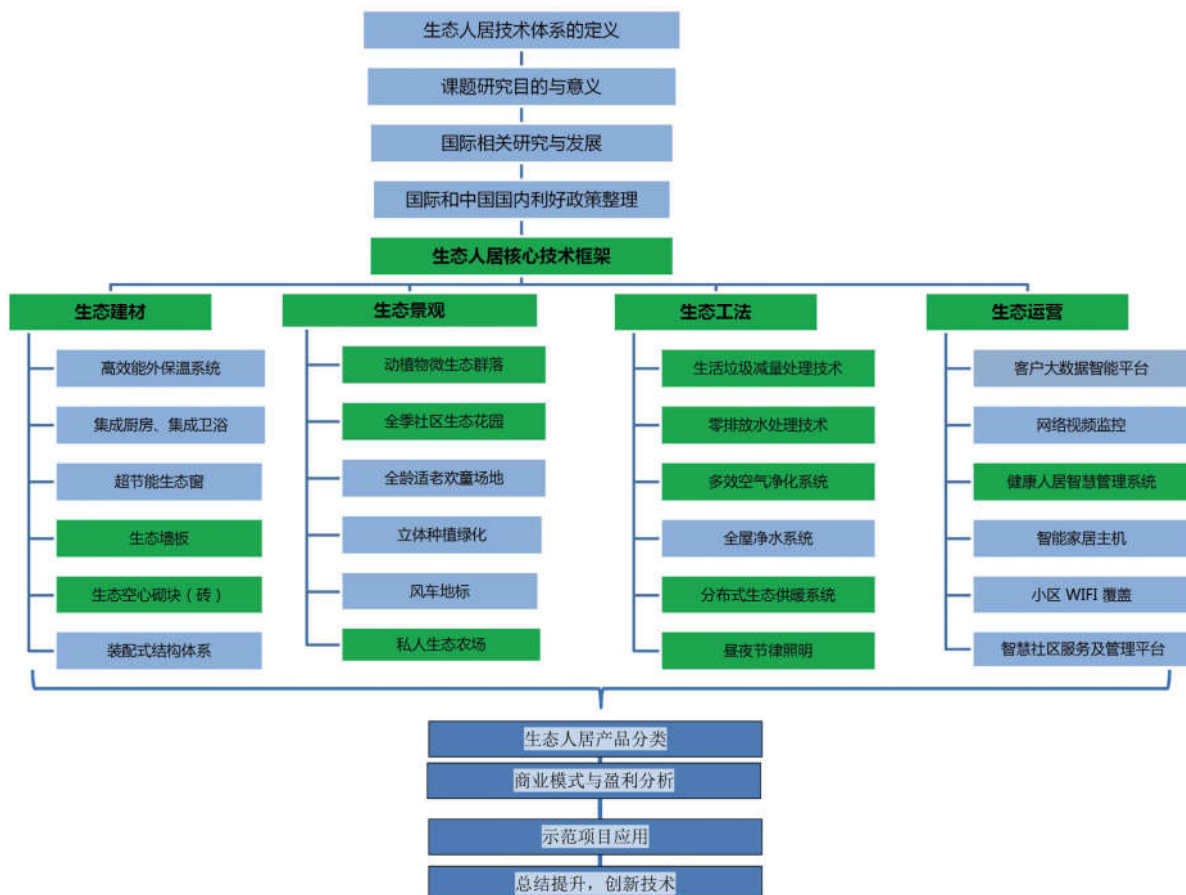 生态人居技术体系的定义
课题研究目的与意义
国际相关研究与发展
国际和中国国内利好政策整理
生态人居核心技术框架
生态建材
高效能外保温系统
集成厨房、集成卫浴
超节能生态窗
生态墙板
生态空心砌块（砖）
装配式结构体系
生态景观
动植物微生态群落
全季社区生态花园
全龄适老欢童场地
立体种植绿化
风车地标
私人生态农场
生态工法
生活垃圾减量处理技术
零排放水处理技术
多效空气净化系统
全屋净水系统
分布式生态供暖系统
昼夜节律照明
生态运营
客户大数据智能平台
网络视频监控
健康人居智慧管理系统
智能家居主机
小区 WIFI 覆盖
智慧社区服务及管理平台
生态人居产品分类
商业模式与盈利分析
示范项目应用
总结提升，创新技术